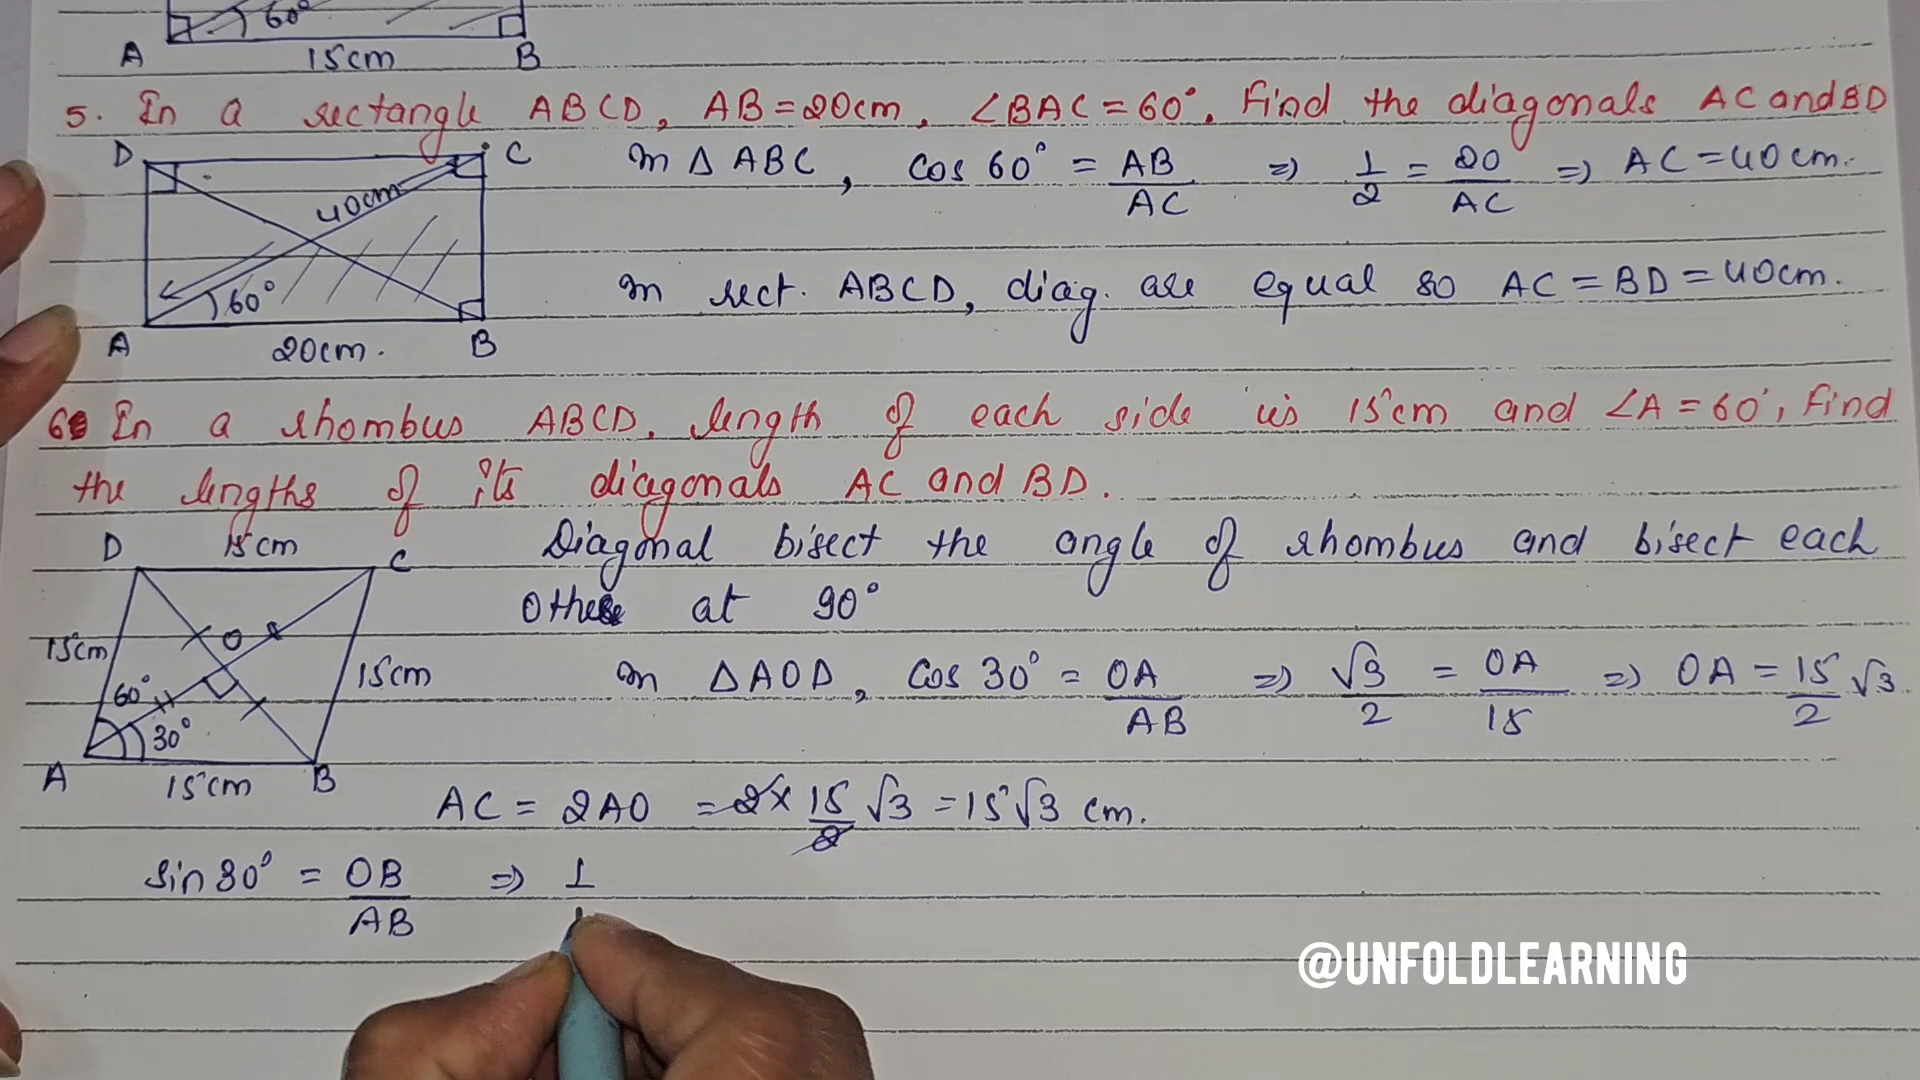 60°
A 15cm B
5. In a rectangle ABCD, AB=20cm, ∠BAC=60°. Find the diagonals AC and BD
D C In Δ ABC, cos 60° = AB/AC ⇒ 1/2 = 20/AC ⇒ AC=40cm.
40cm
60° In rect. ABCD, diag. are equal so AC=BD=40cm.
A 20cm. B
6 In a rhombus ABCD, length of each side is 15cm and ∠A=60°, Find
the lengths of its diagonals AC and BD.
D 15cm C Diagonal bisect the angle of rhombus and bisect each
other at 90°
15cm O 15cm In ΔAOD, cos 30° = OA/AB ⇒ √3/2 = OA/15 ⇒ OA = 15/2 √3
60°
30°
A 15cm B
AC = 2AO = 2 × 15/2 √3 = 15√3 cm.
sin 30° = OB/AB ⇒ 1
@UNFOLDLEARNING